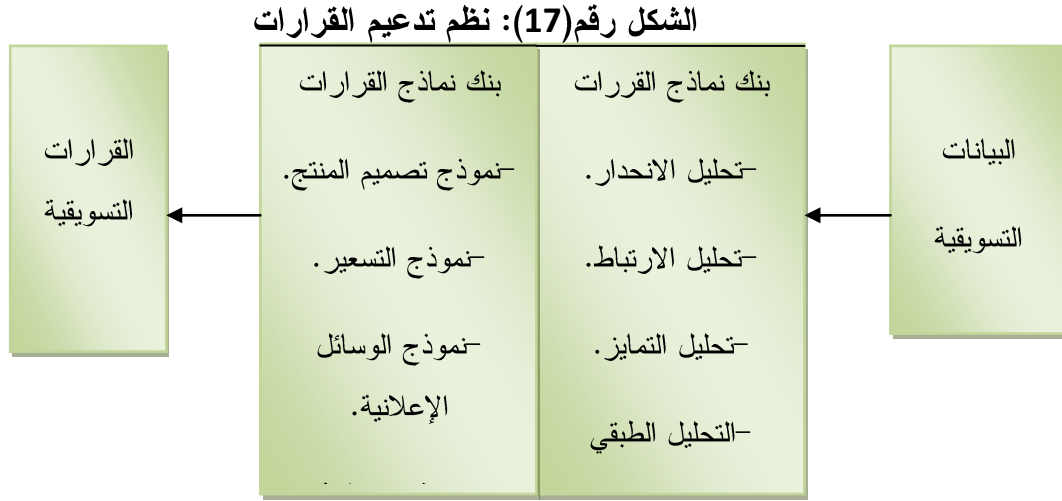 الشكل رقم(17): نظم تدعيم القرارات
البيانات
التسويقية
بنك نماذج القررات
–تحليل الانحدار.
–تحليل الارتباط.
–تحليل التمايز.
–التحليل الطبقي
بنك نماذج القرارات
–نموذج تصميم المنتج.
–نموذج التسعير.
–نموذج الوسائل
الإعلانية.
القرارات
التسويقية